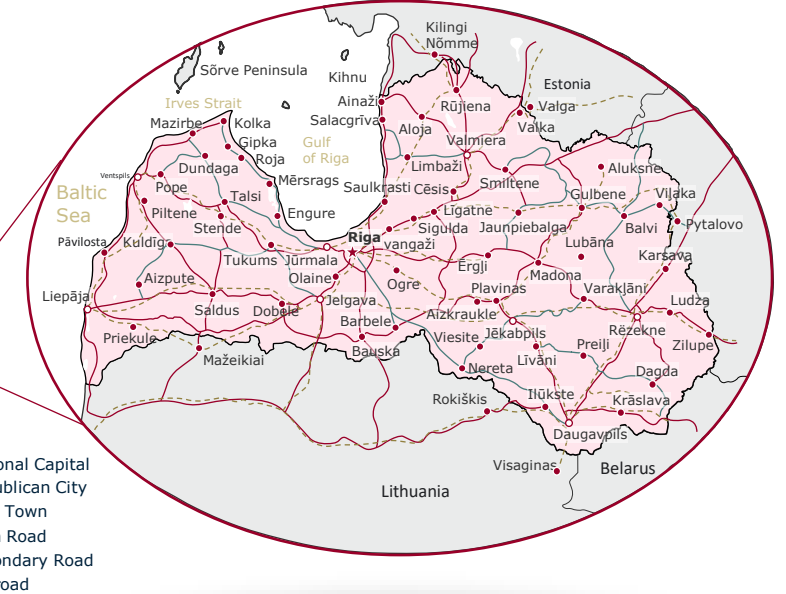 Kilingi
Nõmme
Sõrve Peninsula
Kihnu
Estonia
Irves Strait
Ainaži
Rūjiena
Valga
Mazirbe
Kolka
Salacgrīva
Aloja
Valka
Gulf
of Riga
Gipka
Valmiera
Dundaga
Roja
Limbaži
Aluksne
Ventspils
Mērsrags
Pope
Saulkrasti
Cēsis
Smiltene
Baltic
Sea
Talsi
Gulbene
Viļaka
Piltene
Engure
Līgatne
Stende
Sigulda
Jaunpiebalga
Balvi
Pytalovo
Pāvilosta
Kuldīg
Riga
vangaži
Lubāna
Tukums
Jūrmala
Karsava
Ērgļi
Aizpute
Olaine
Ogre
Madona
Plavinas
Varakļāni
Liepāja
Jelgava
Ludza
Saldus
Dobele
Aizkraukle
Barbele
Rēzekne
Priekule
Viesite
Jēkabpils
Zilupe
Mažeikiai
Bauska
Līvāni
Preiļi
Nereta
Dagda
Rokiškis
Ilūkste
Krāslava
Daugavpils
Visaginas
Belarus
Lithuania
onal Capital
ublican City
Town
Road
ondary Road
road